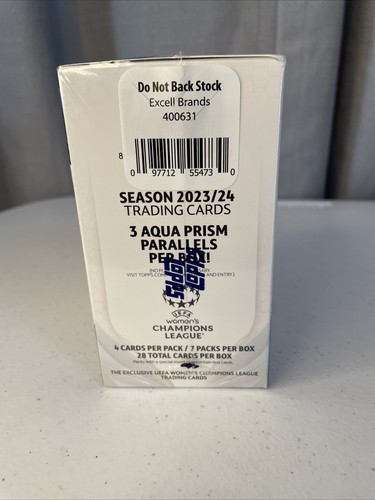 Do Not Back Stock
Excell Brands
400631
8
0 97712 55473 0
SEASON 2023/24
TRADING CARDS
3 AQUA PRISM
PARALLELS
PER BOX!
topps
UEFA
women's
CHAMPIONS
LEAGUE
4 CARDS PER PACK / 7 PACKS PER BOX
28 TOTAL CARDS PER BOX
THE EXCLUSIVE UEFA WOMEN'S CHAMPIONS LEAGUE
TRADING CARDS